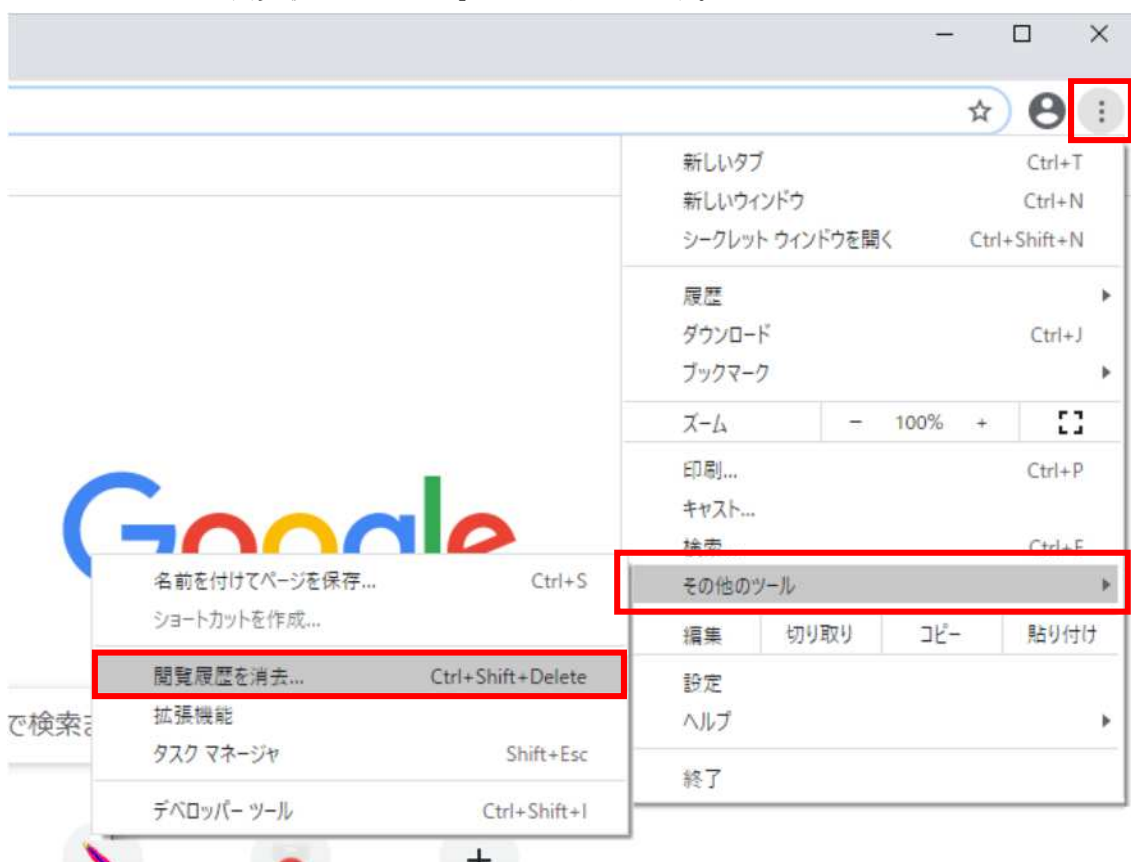 新しいタブ Ctrl+T
新しいウィンドウ Ctrl+N
シークレット ウィンドウを開く Ctrl+Shift+N
履歴
ダウンロード Ctrl+J
ブックマーク
ズーム － 100% + 
印刷... Ctrl+P
キャスト...
検索 Ctrl+F
その他のツール
編集 切り取り コピー 貼り付け
設定
ヘルプ
終了
Google
名前を付けてページを保存... Ctrl+S
ショートカットを作成...
閲覧履歴を消去... Ctrl+Shift+Delete
拡張機能
タスク マネージャ Shift+Esc
デベロッパー ツール Ctrl+Shift+I
で検索